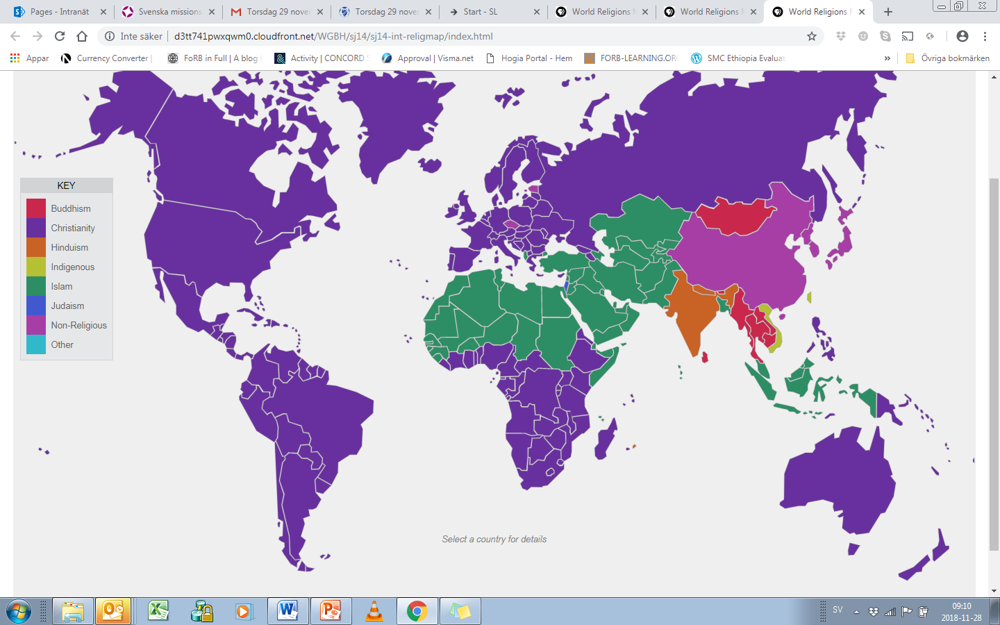 Pages - Intranät
Svenska missions
Torsdag 29 nover
Torsdag 29 nove
Start - SL
World Religions M
World Religions M
World Religions M
Inte säker
d3tt741pwxqwm0.cloudfront.net/WGBH/sj14/sj14-int-religmap/index.html
Appar
Currency Converter |
FoRB in Full | A blog
Activity | CONCORD
Approval | Visma.net
Hogia Portal - Hem
FORB-LEARNING.OR
SMC Ethiopia Evaluat
»
Övriga bokmärken
KEY
Buddhism
Christianity
Hinduism
Indigenous
Islam
Judaism
Non-Religious
Other
Select a country for details
SV
09:10
2018-11-28